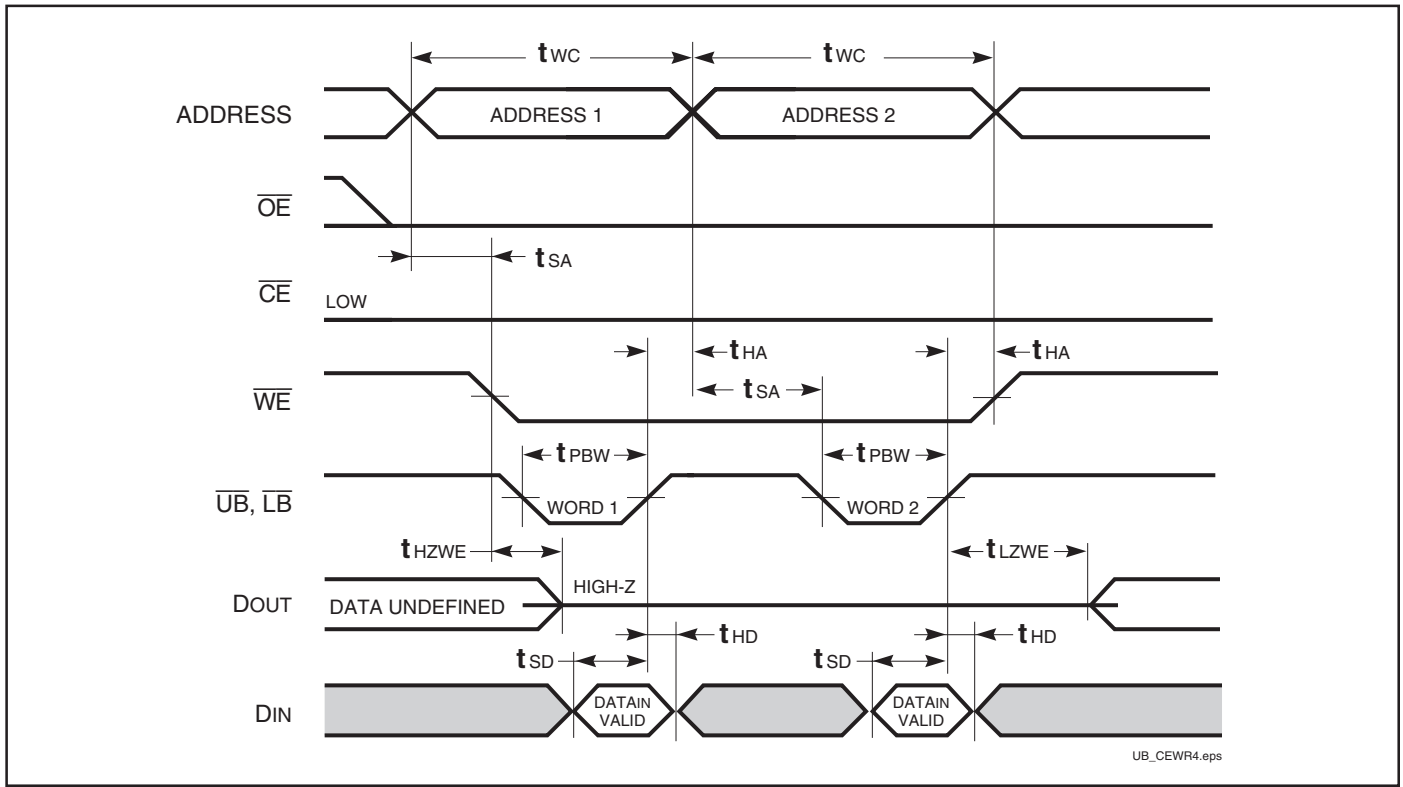 tWC tWC
ADDRESS ADDRESS 1 ADDRESS 2
OE
tSA
CE LOW
tHA tHA
tSA
WE
tPBW tPBW
UB, LB WORD 1 WORD 2
tHZWE tLZWE
HIGH-Z
DOUT DATA UNDEFINED
tHD tHD
tSD tSD
DIN DATAIN VALID DATAIN VALID
UB_CEWR4.eps